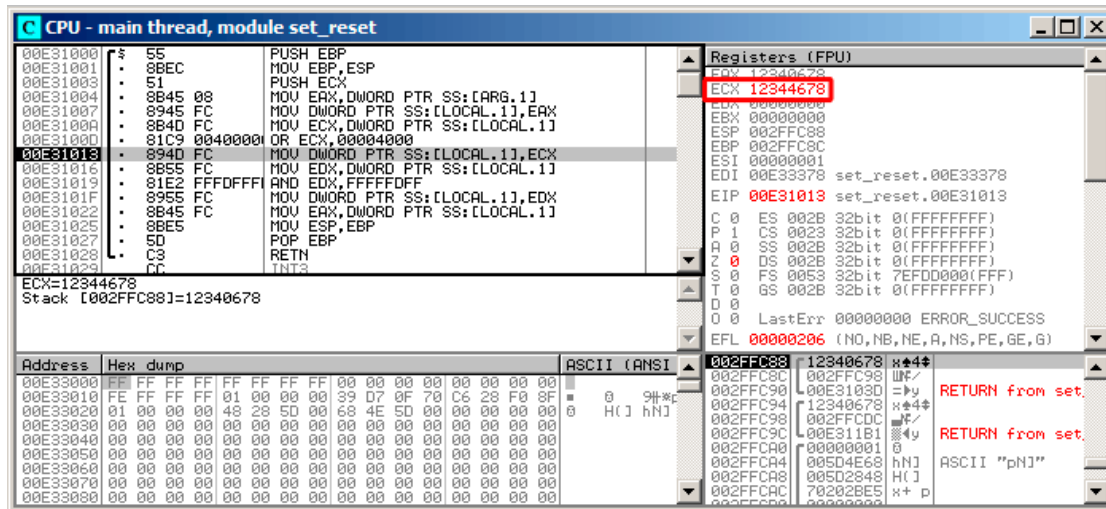 CPU - main thread, module set_reset
00E31000 $ 55 PUSH EBP
00E31001 . 8BEC MOV EBP,ESP
00E31003 . 51 PUSH ECX
00E31004 . 8B45 08 MOV EAX,DWORD PTR SS:[ARG.1]
00E31007 . 8945 FC MOV DWORD PTR SS:[LOCAL.1],EAX
00E3100A . 8B4D FC MOV ECX,DWORD PTR SS:[LOCAL.1]
00E3100D . 81C9 00400000 OR ECX,00004000
00E31013 . 894D FC MOV DWORD PTR SS:[LOCAL.1],ECX
00E31016 . 8B55 FC MOV EDX,DWORD PTR SS:[LOCAL.1]
00E31019 . 81E2 FFFDFFFF AND EDX,FFFFFDFF
00E3101F . 8955 FC MOV DWORD PTR SS:[LOCAL.1],EDX
00E31022 . 8B45 FC MOV EAX,DWORD PTR SS:[LOCAL.1]
00E31025 . 8BE5 MOV ESP,EBP
00E31027 . 5D POP EBP
00E31028 . C3 RETN
00E31029 CC INT3
ECX=12344678
Stack [002FFC88]=12340678
Registers (FPU)
EAX 12340678
ECX 12344678
EDX 00000000
EBX 00000000
ESP 002FFC88
EBP 002FFC8C
ESI 00000001
EDI 00E33378 set_reset.00E33378
EIP 00E31013 set_reset.00E31013
C 0 ES 002B 32bit 0(FFFFFFFF)
P 1 CS 0023 32bit 0(FFFFFFFF)
A 0 SS 002B 32bit 0(FFFFFFFF)
Z 0 DS 002B 32bit 0(FFFFFFFF)
S 0 FS 0053 32bit 7EFDD000(FFF)
T 0 GS 002B 32bit 0(FFFFFFFF)
D 0
O 0 LastErr 00000000 ERROR_SUCCESS
EFL 00000206 (NO,NB,NE,A,NS,PE,GE,G)
Address Hex dump ASCII (ANSI
00E33000 FF FF FF FF FF FF FF FF 00 00 00 00 00 00 00 00
00E33010 FE FF FF FF 01 00 00 00 39 D7 0F 70 C6 28 F0 8F
00E33020 01 00 00 00 48 28 5D 00 68 4E 5D 00 00 00 00 00 H(] hN]
00E33030 00 00 00 00 00 00 00 00 00 00 00 00 00 00 00 00
00E33040 00 00 00 00 00 00 00 00 00 00 00 00 00 00 00 00
00E33050 00 00 00 00 00 00 00 00 00 00 00 00 00 00 00 00
00E33060 00 00 00 00 00 00 00 00 00 00 00 00 00 00 00 00
00E33070 00 00 00 00 00 00 00 00 00 00 00 00 00 00 00 00
00E33080 00 00 00 00 00 00 00 00 00 00 00 00 00 00 00 00
002FFC88 12340678 x♠4‡
002FFC8C 002FFC98
002FFC90 00E3103D =►y RETURN from set_
002FFC94 12340678 x♠4‡
002FFC98 002FFCDC
002FFC9C 00E311B1 RETURN from set_
002FFCA0 00000001
002FFCA4 005D4E68 hN] ASCII "pN]"
002FFCA8 005D2848 H(]
002FFCAC 70202BE5 x+ p